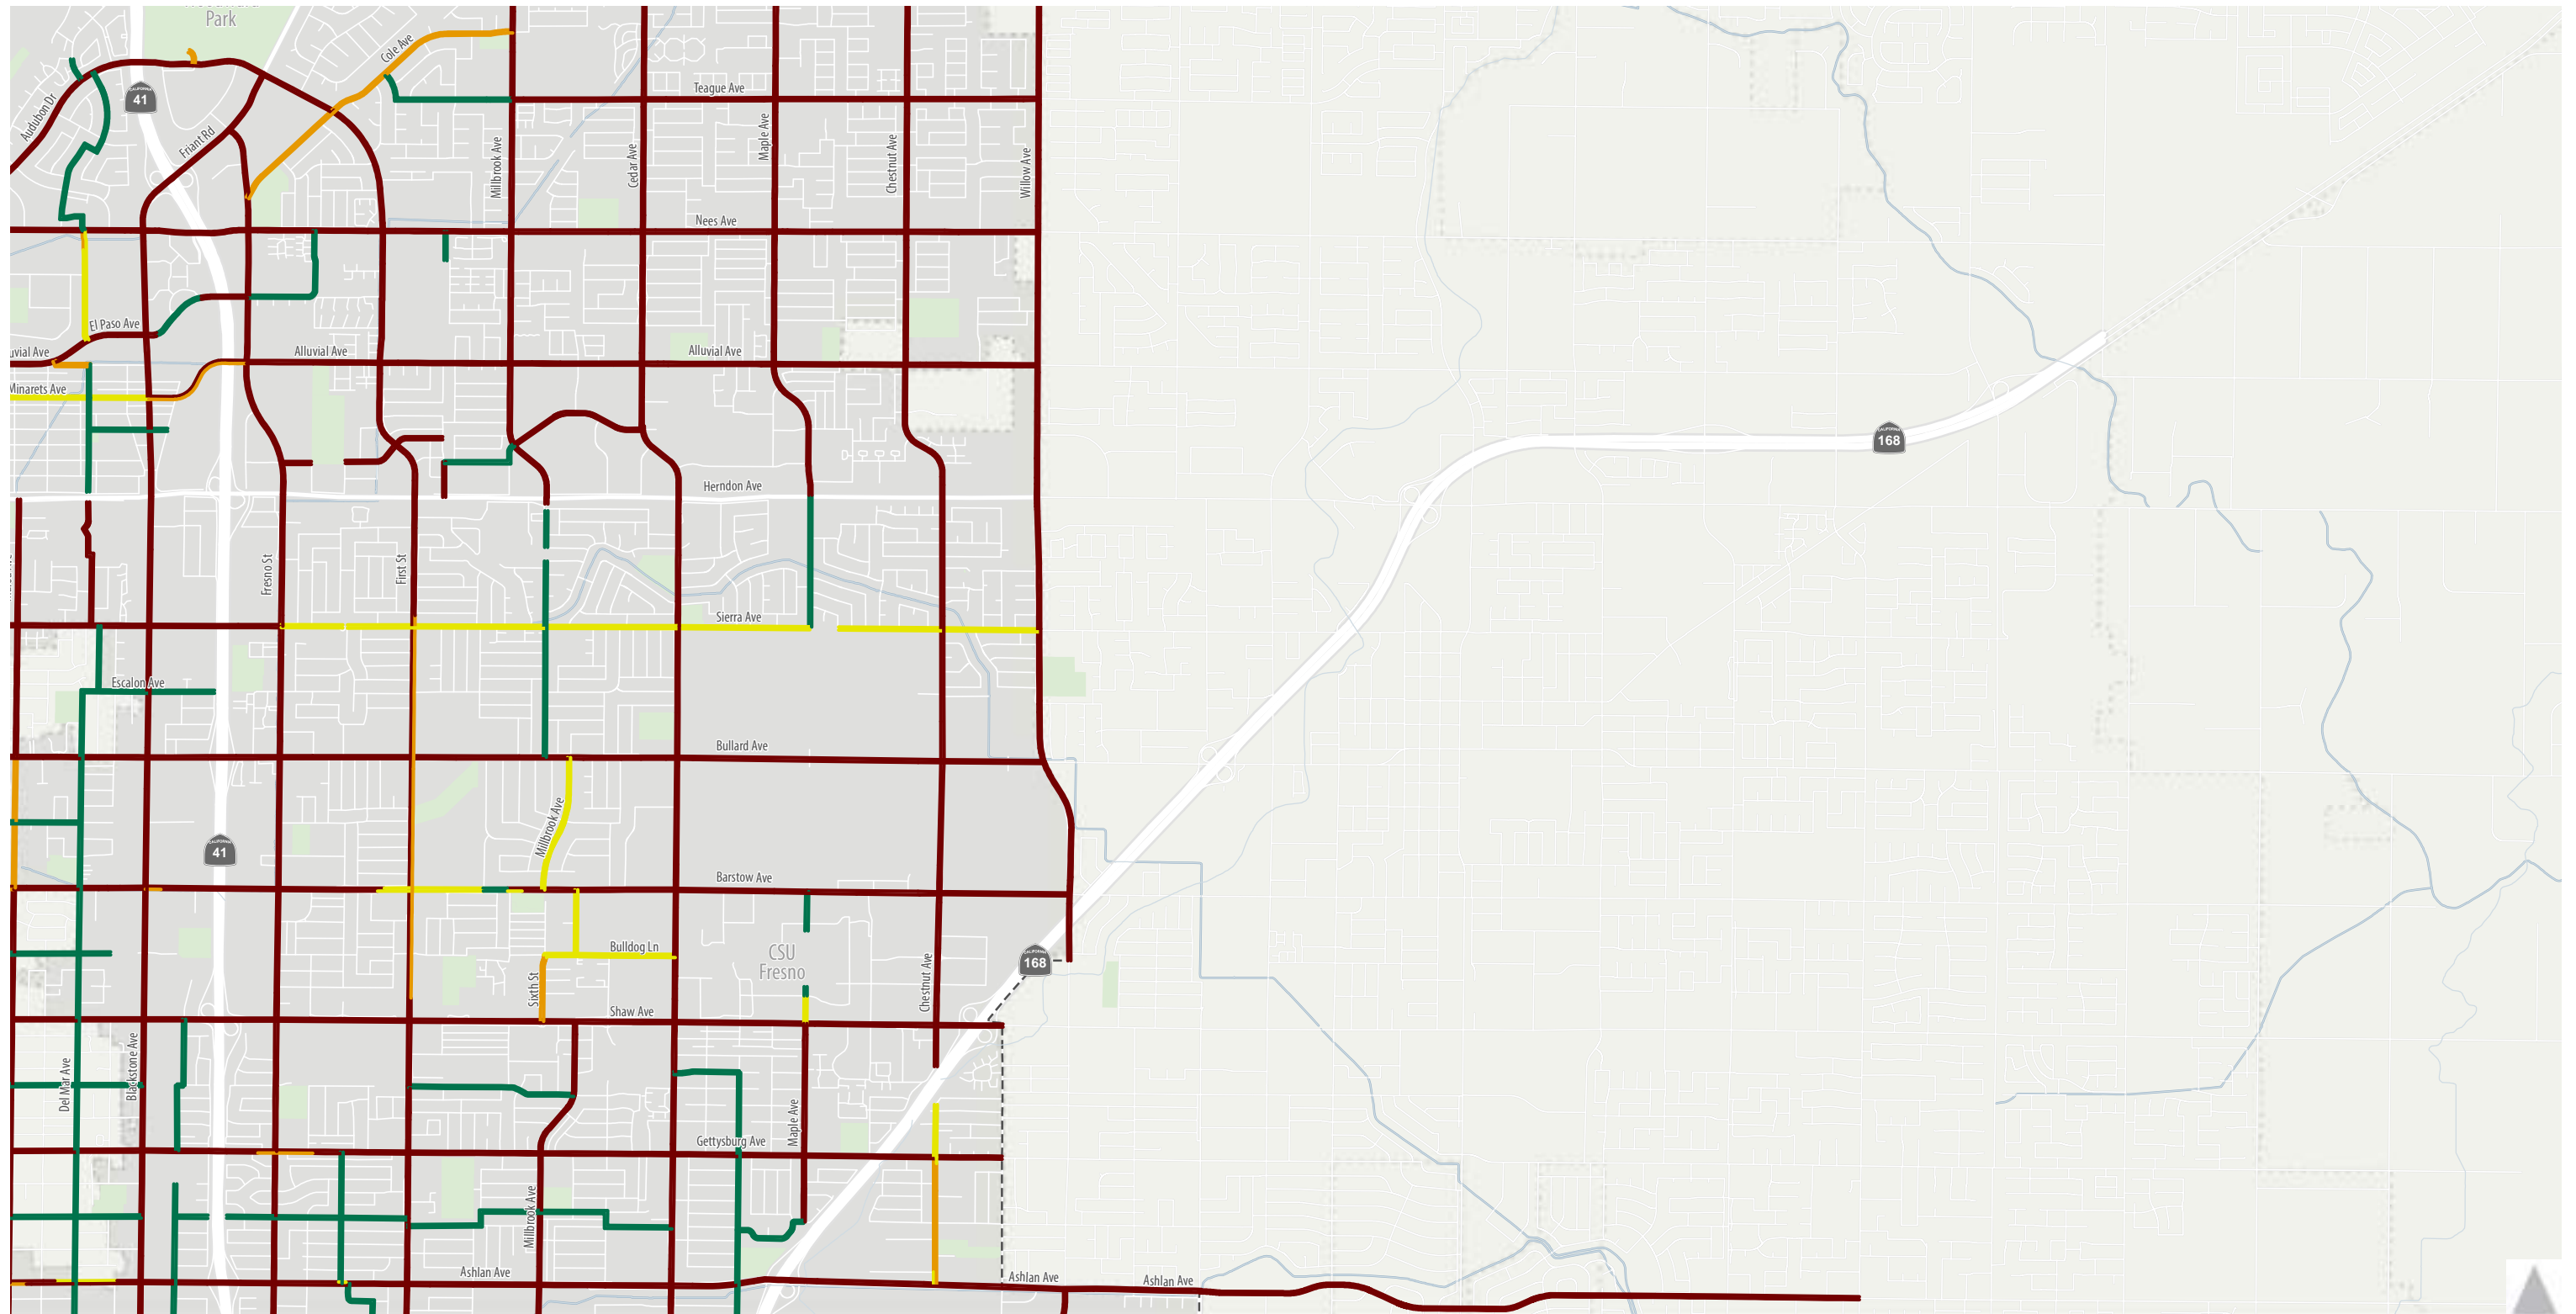 Park
Cole Ave
Audubon Dr
CALIFORNIA
41
Friant Rd
Teague Ave
Millbrook Ave
Cedar Ave
Maple Ave
Chestnut Ave
Willow Ave
Nees Ave
El Paso Ave
uvial Ave
Alluvial Ave
Alluvial Ave
Minarets Ave
CALIFORNIA
168
Herndon Ave
Fresno St
First St
Sierra Ave
Escalon Ave
Bullard Ave
Millbrook Ave
CALIFORNIA
41
Barstow Ave
Bulldog Ln
CSU
Fresno
Sixth St
Chestnut Ave
CALIFORNIA
168
Shaw Ave
Del Mar Ave
Blackstone Ave
Maple Ave
Gettysburg Ave
Millbrook Ave
Ashlan Ave
Ashlan Ave
Ashlan Ave